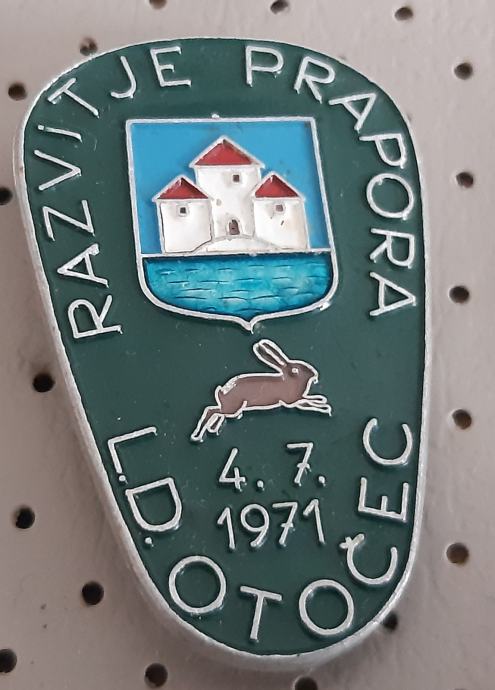 RAZVITJE PRAPORA
4. 7.
1971
L.D. OTOČEC